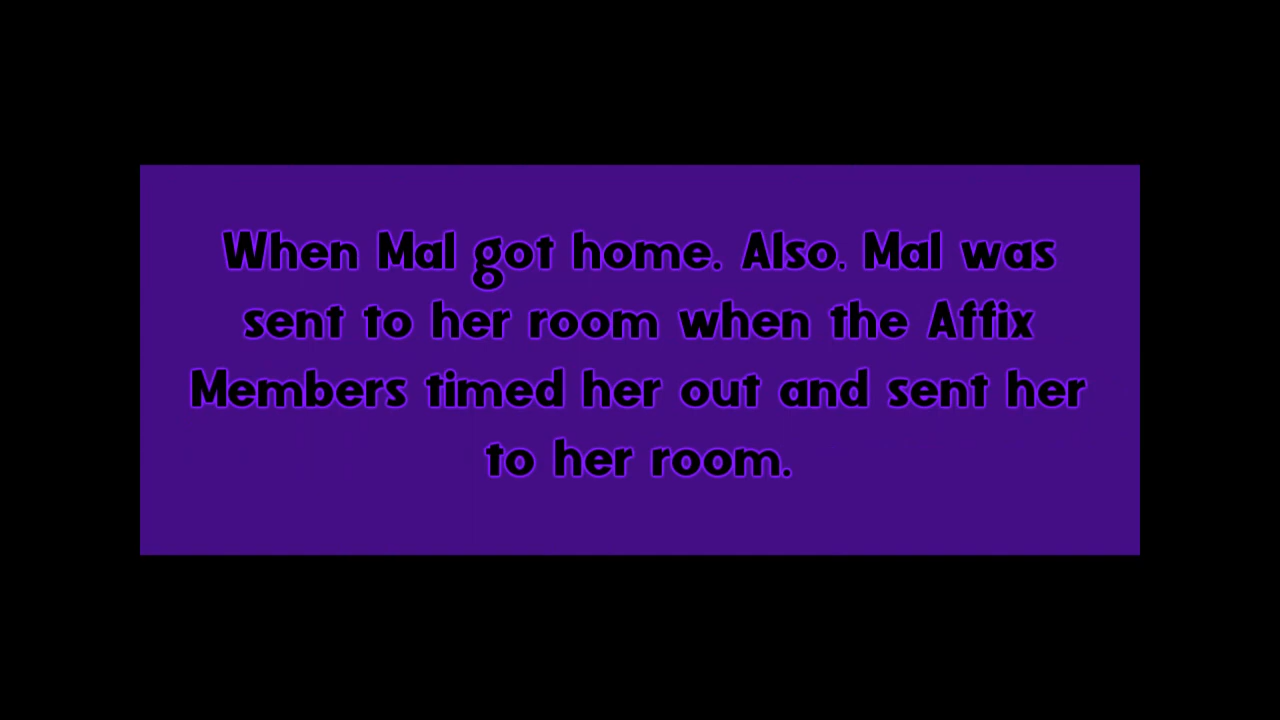 When Mal got home. Also, Mal was
sent to her room when the Affix
Members timed her out and sent her
to her room.